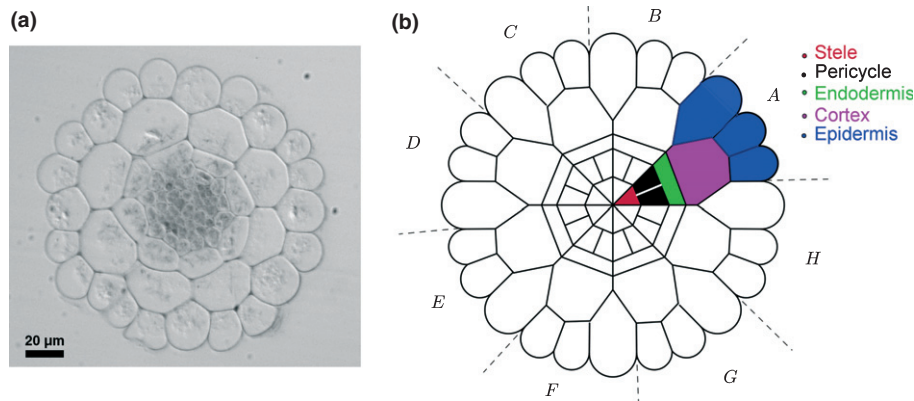 (a)
20 µm
(b)
A
B
C
D
E
F
G
H
Stele
Pericycle
Endodermis
Cortex
Epidermis